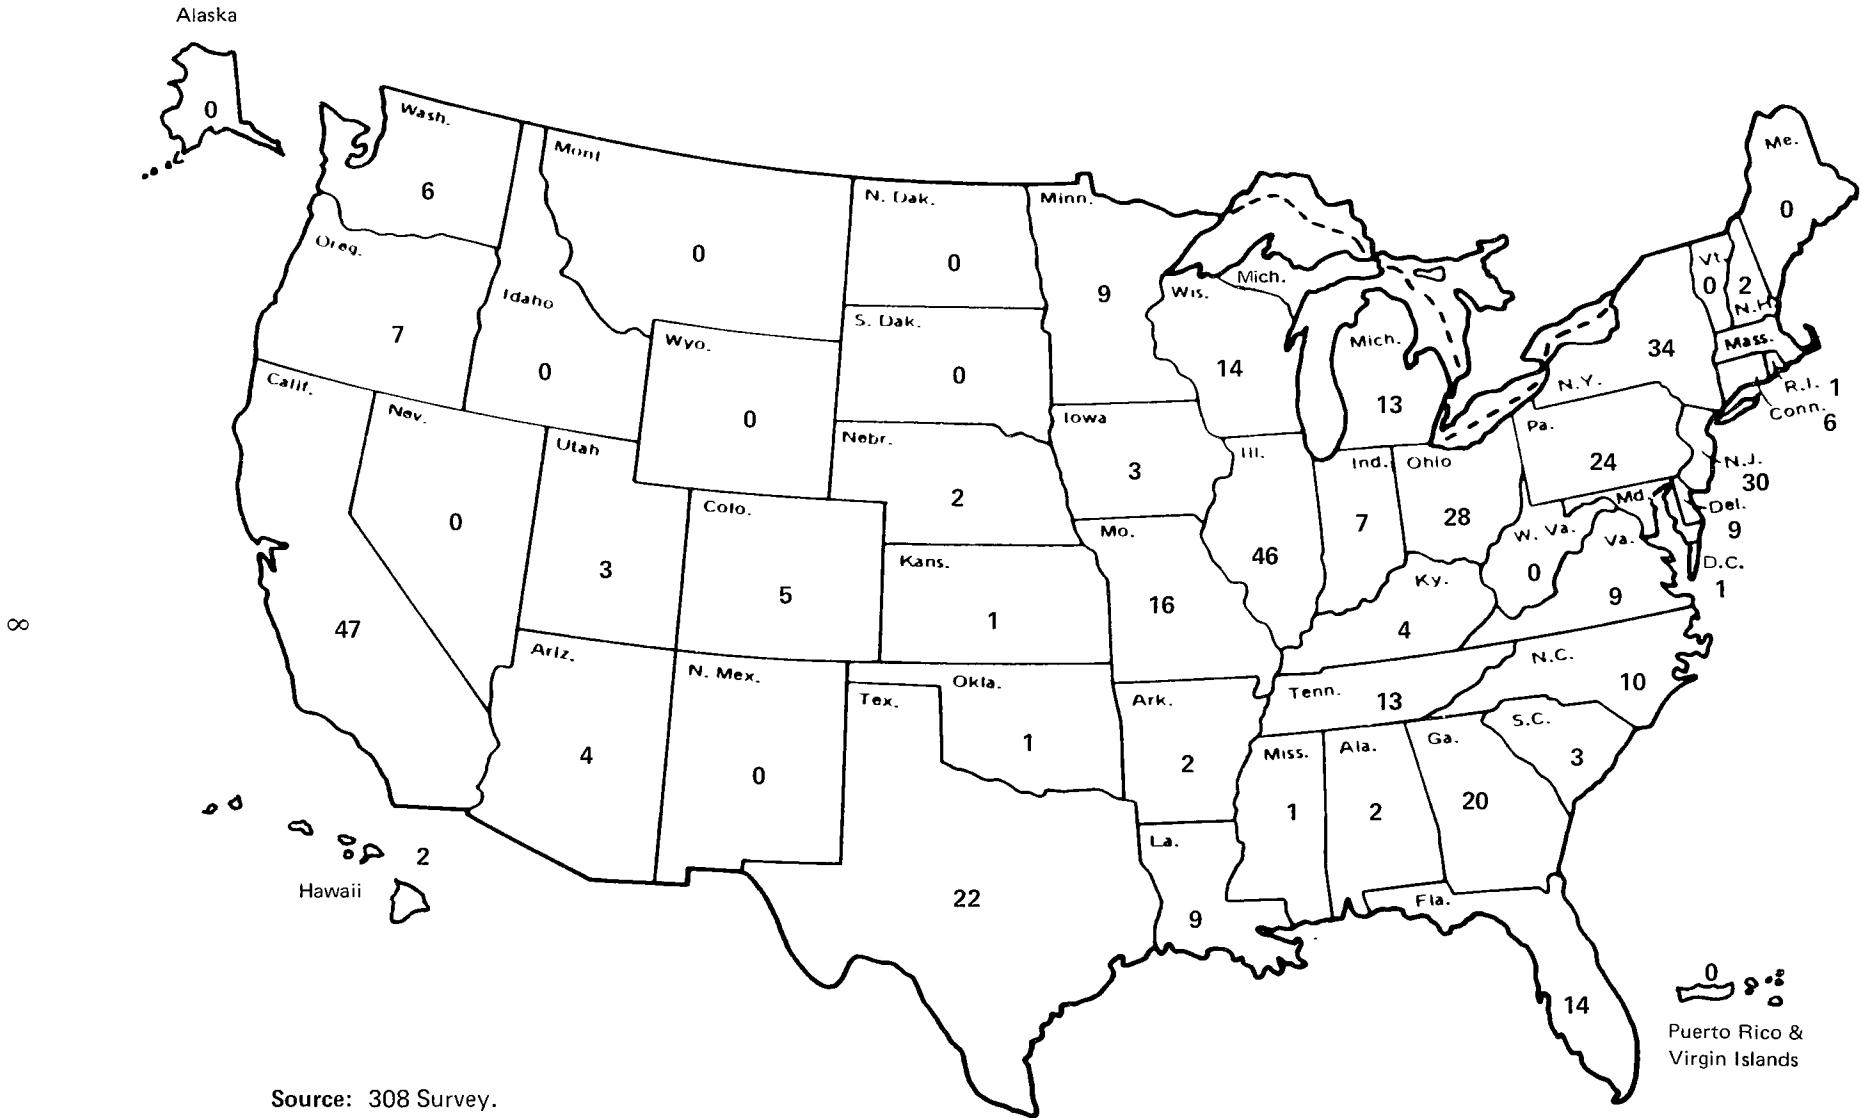 Alaska
0
Wash.
6
Mont
0
N. Dak.
0
Minn.
9
Me.
0
Oreg.
7
Idaho
0
Wyo.
0
S. Dak.
0
Wis.
14
Mich.
Mich.
13
Vt.
0
2
N.H.
Mass.
34
N.Y.
R.I. 1
Conn.
6
Calif.
47
Nev.
0
Utah
3
Colo.
5
Nebr.
2
Iowa
3
Ill.
46
Ind.
7
Ohio
28
Pa.
24
N.J.
30
Md.
Del.
9
D.C.
1
W. Va.
0
Va.
9
Kans.
1
Mo.
16
Ky.
4
∞
Ariz.
4
N. Mex.
0
Okla.
1
Tex.
22
Ark.
2
Tenn.
13
N.C.
10
S.C.
3
Miss.
1
Ala.
2
Ga.
20
La.
9
Fla.
14
2
Hawaii
0
Puerto Rico &
Virgin Islands
Source: 308 Survey.